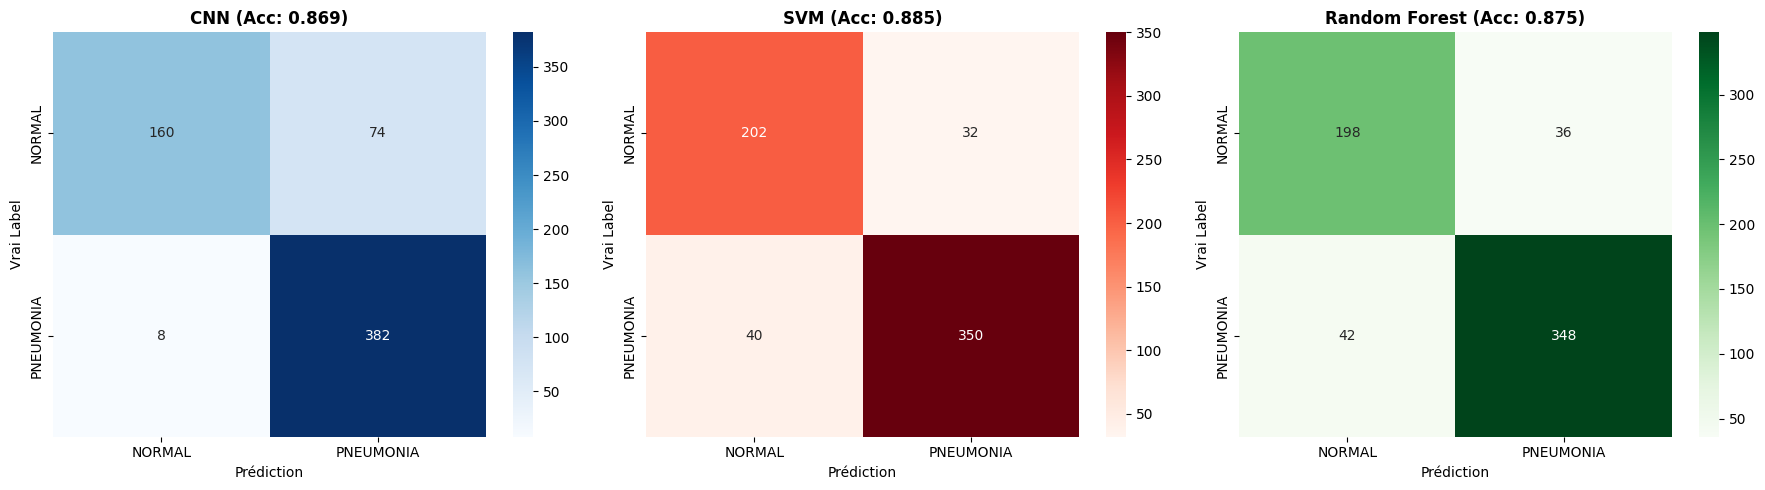 CNN (Acc: 0.869)
NORMAL
PNEUMONIA
Vrai Label
160
74
8
382
NORMAL
PNEUMONIA
Prédiction
350
300
250
200
150
100
50
SVM (Acc: 0.885)
NORMAL
PNEUMONIA
Vrai Label
202
32
40
350
NORMAL
PNEUMONIA
Prédiction
350
300
250
200
150
100
50
Random Forest (Acc: 0.875)
NORMAL
PNEUMONIA
Vrai Label
198
36
42
348
NORMAL
PNEUMONIA
Prédiction
300
250
200
150
100
50